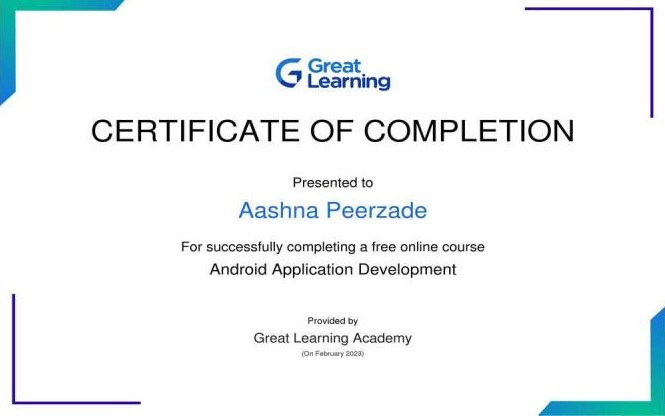 Great
Learning
CERTIFICATE OF COMPLETION
Presented to
Aashna Peerzade
For successfully completing a free online course
Android Application Development
Provided by
Great Learning Academy
(On February 2023)